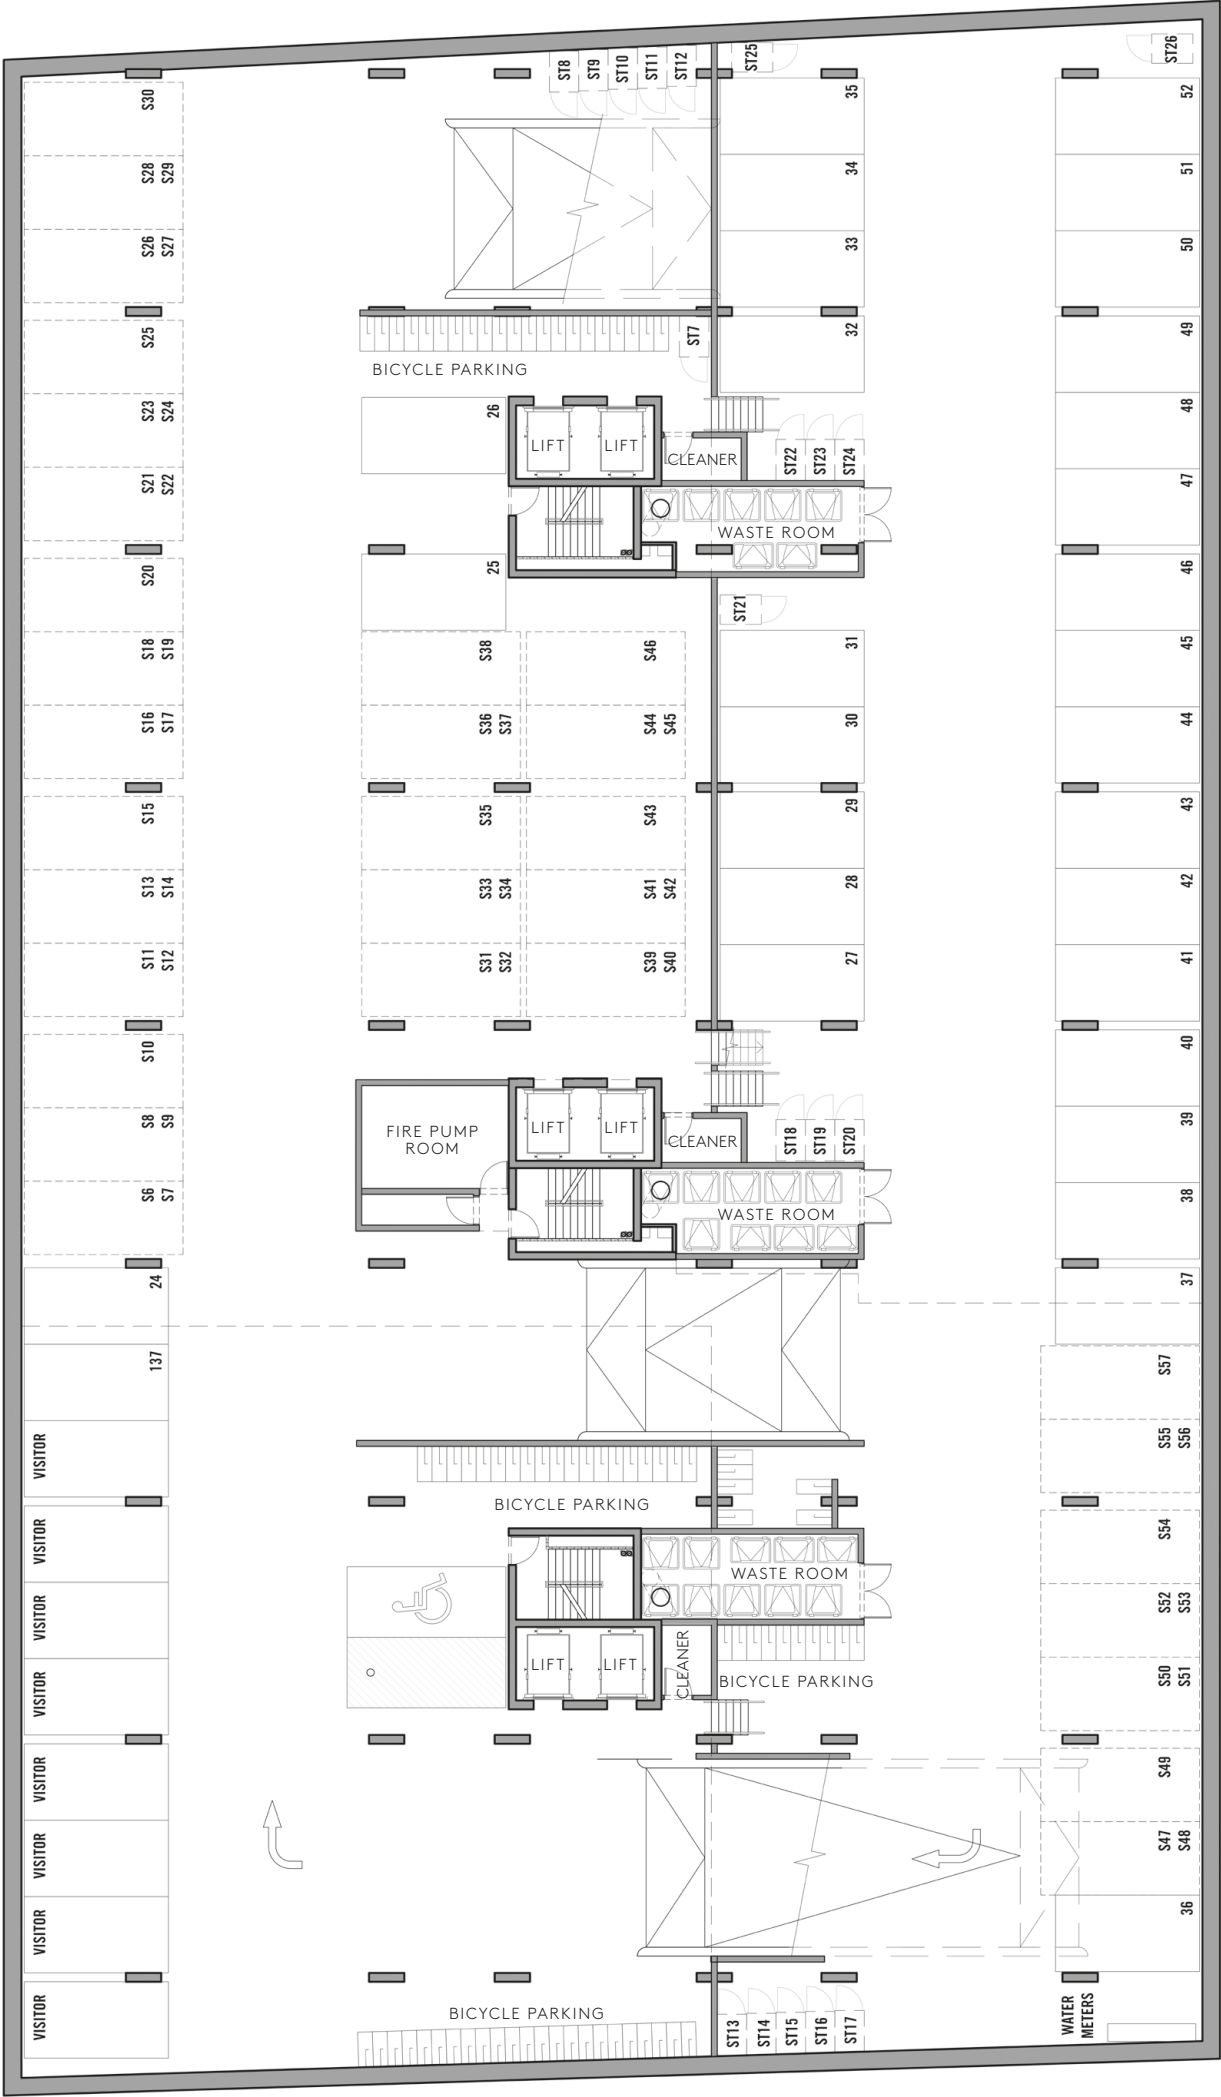 ST8
ST9
ST10
ST11
ST12
ST25
ST26
S30
35
52
S28
S29
34
51
S26
S27
33
50
S25
ST7
32
49
BICYCLE PARKING
S23
S24
26
48
LIFT
LIFT
CLEANER
ST22
ST23
ST24
S21
S22
47
WASTE ROOM
S20
25
46
ST21
S18
S19
S38
S46
31
45
S16
S17
S36
S37
S44
S45
30
44
S15
S35
S43
29
43
S13
S14
S33
S34
S41
S42
28
42
S11
S12
S31
S32
S39
S40
27
41
S10
40
S8
S9
FIRE PUMP
ROOM
LIFT
LIFT
CLEANER
ST18
ST19
ST20
39
S6
S7
38
WASTE ROOM
24
37
137
S57
VISITOR
S55
S56
BICYCLE PARKING
VISITOR
S54
WASTE ROOM
VISITOR
S52
S53
VISITOR
LIFT
LIFT
CLEANER
BICYCLE PARKING
S50
S51
VISITOR
S49
VISITOR
S47
S48
VISITOR
36
VISITOR
BICYCLE PARKING
ST13
ST14
ST15
ST16
ST17
WATER
METERS